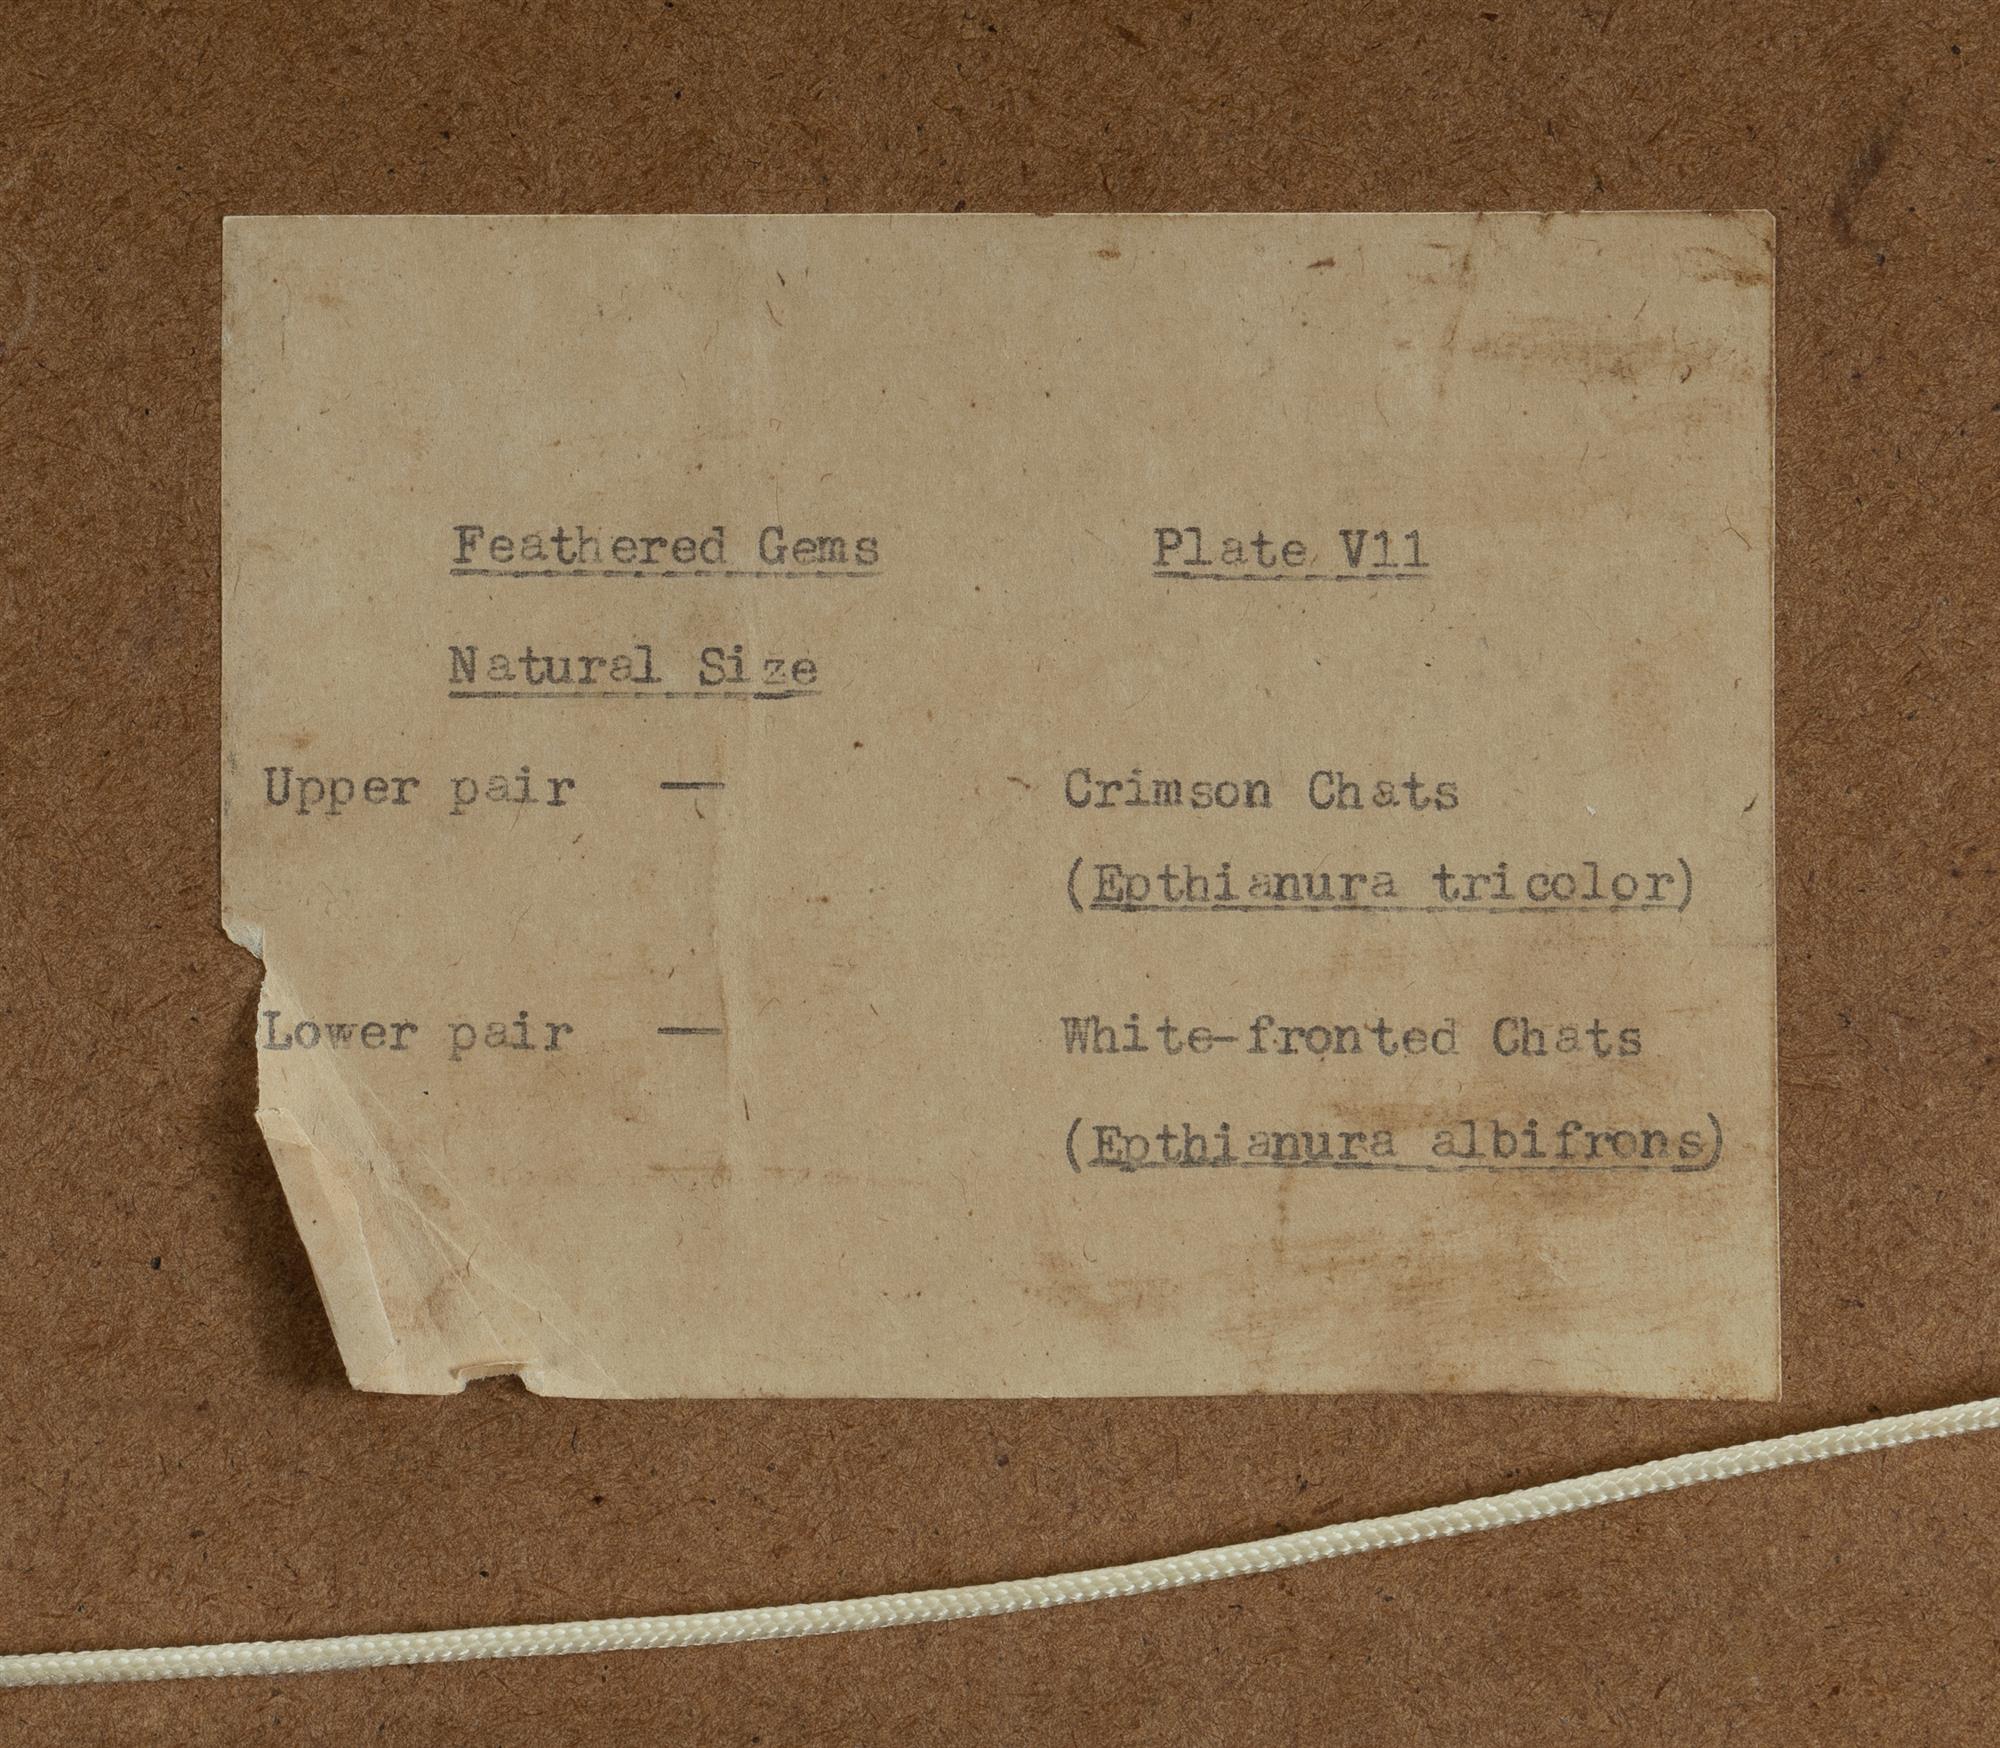 Feathered Gems Plate V11
Natural Size
Upper pair — Crimson Chats
(Epthianura tricolor)
Lower pair — White-fronted Chats
(Epthianura albifrons)